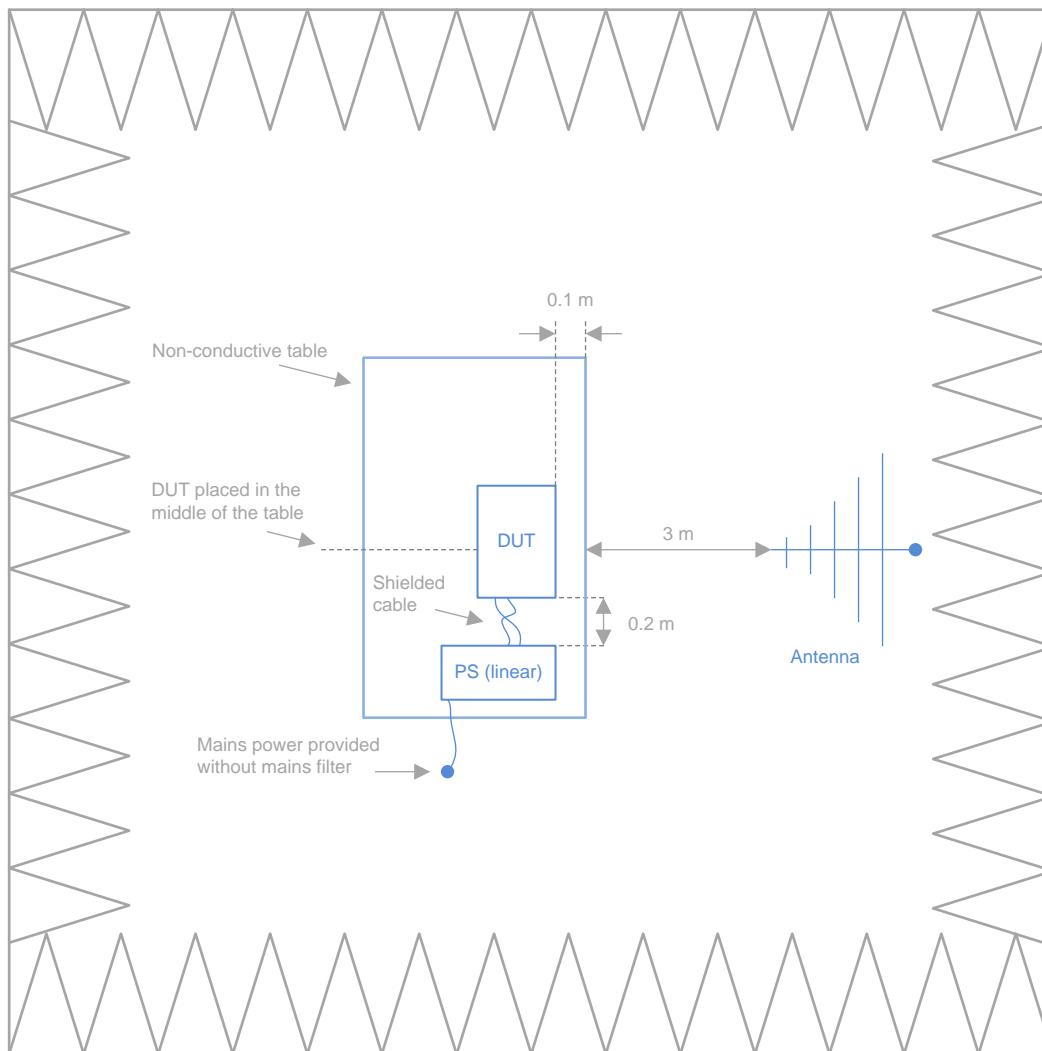 0.1 m
Non-conductive table
DUT placed in the
middle of the table
DUT
3 m
Shielded
cable
0.2 m
PS (linear)
Antenna
Mains power provided
without mains filter